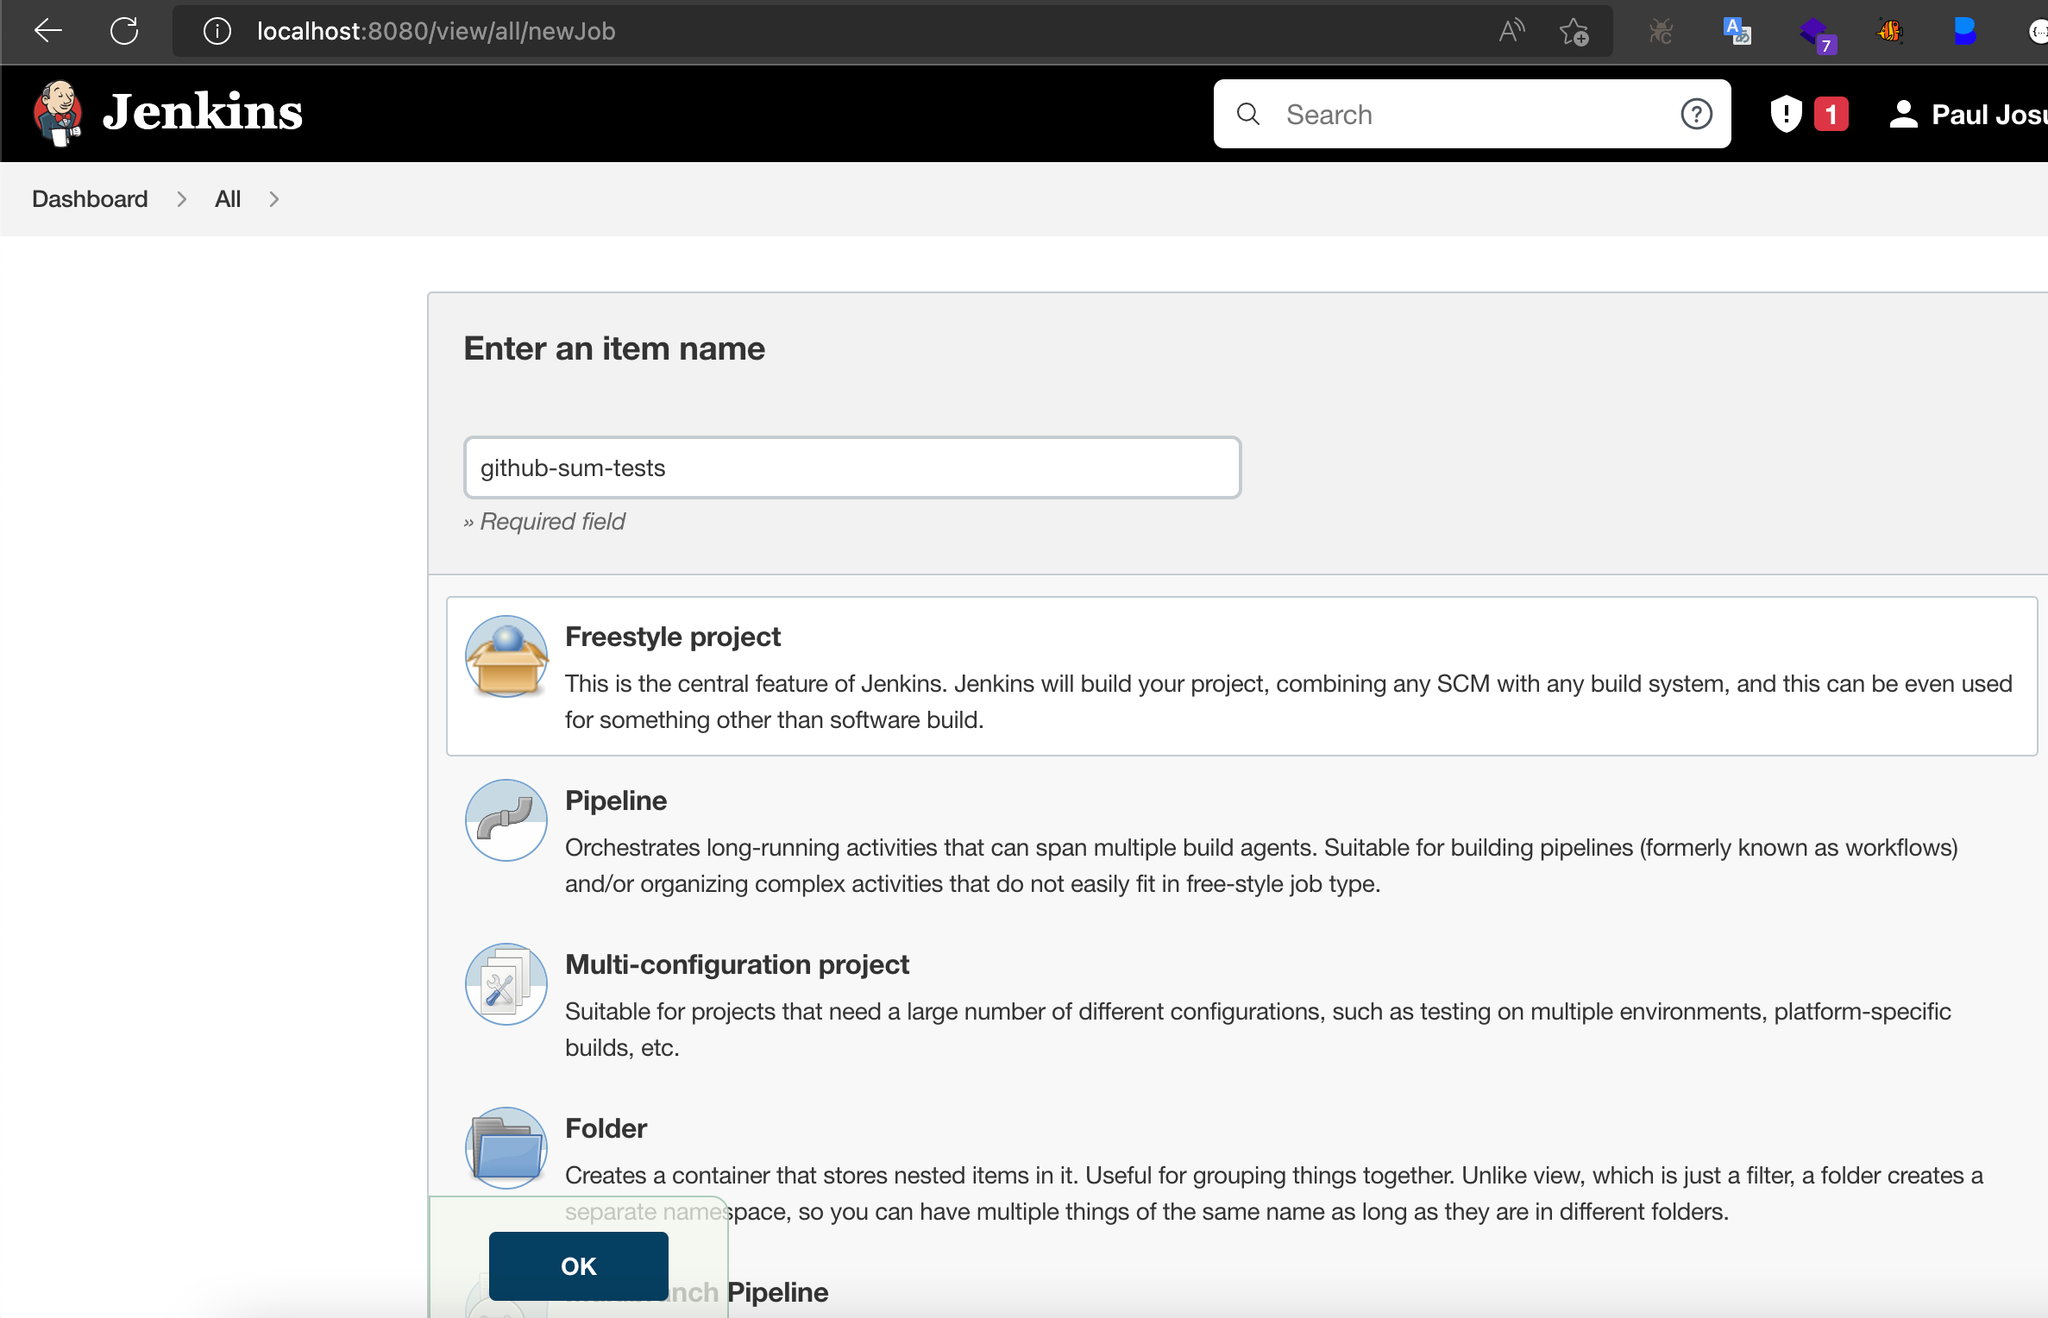 localhost:8080/view/all/newJob
7
Jenkins
Search
1
Paul Josu
Dashboard
All
Enter an item name
github-sum-tests
» Required field
Freestyle project
This is the central feature of Jenkins. Jenkins will build your project, combining any SCM with any build system, and this can be even used
for something other than software build.
Pipeline
Orchestrates long-running activities that can span multiple build agents. Suitable for building pipelines (formerly known as workflows)
and/or organizing complex activities that do not easily fit in free-style job type.
Multi-configuration project
Suitable for projects that need a large number of different configurations, such as testing on multiple environments, platform-specific
builds, etc.
Folder
Creates a container that stores nested items in it. Useful for grouping things together. Unlike view, which is just a filter, a folder creates a
separate namespace, so you can have multiple things of the same name as long as they are in different folders.
OK
Pipeline